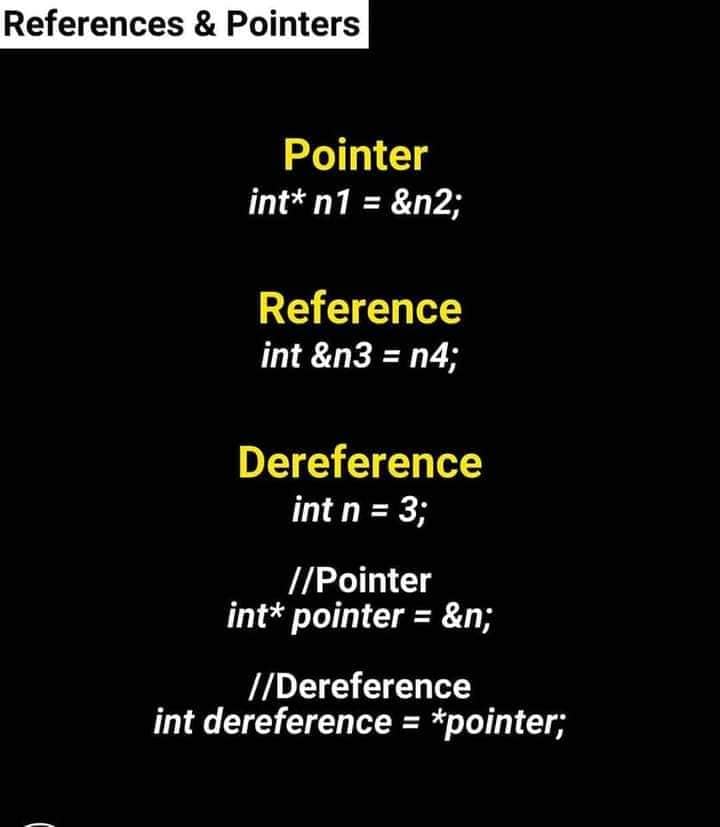 References & Pointers
Pointer
int* n1 = &n2;
Reference
int &n3 = n4;
Dereference
int n = 3;
//Pointer
int* pointer = &n;
//Dereference
int dereference = *pointer;